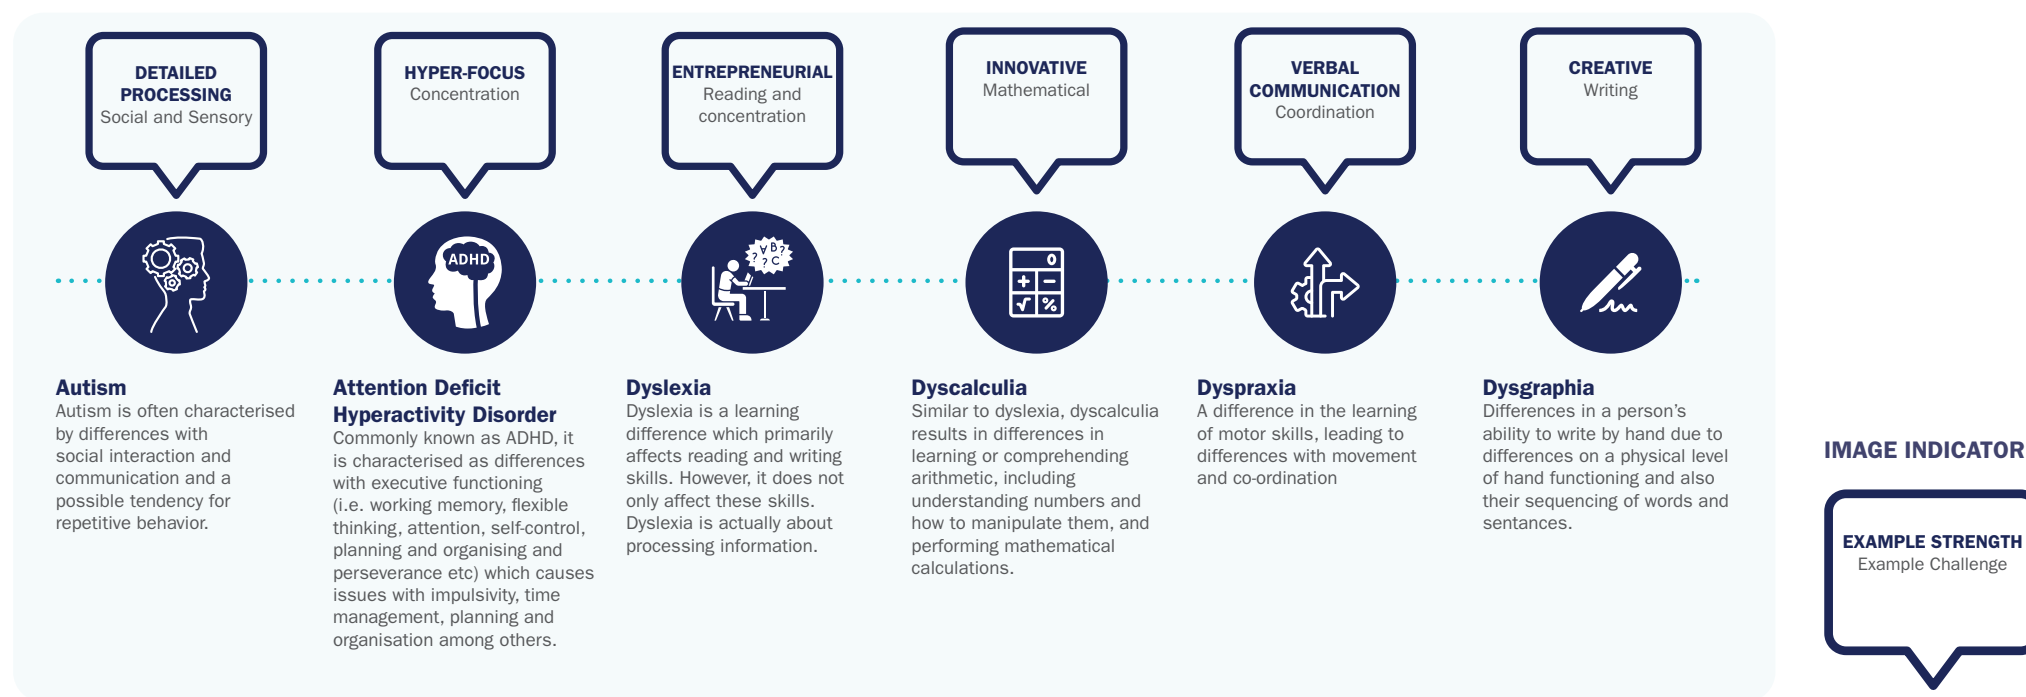 DETAILED
PROCESSING
Social and Sensory
HYPER-FOCUS
Concentration
ENTREPRENEURIAL
Reading and
concentration
INNOVATIVE
Mathematical
VERBAL
COMMUNICATION
Coordination
CREATIVE
Writing
ADHD
A B ?
? ? C
0
+ −
√ %
Autism
Autism is often characterised
by differences with
social interaction and
communication and a
possible tendency for
repetitive behavior.
Attention Deficit
Hyperactivity Disorder
Commonly known as ADHD, it
is characterised as differences
with executive functioning
(i.e. working memory, flexible
thinking, attention, self-control,
planning and organising and
perseverance etc) which causes
issues with impulsivity, time
management, planning and
organisation among others.
Dyslexia
Dyslexia is a learning
difference which primarily
affects reading and writing
skills. However, it does not
only affect these skills.
Dyslexia is actually about
processing information.
Dyscalculia
Similar to dyslexia, dyscalculia
results in differences in
learning or comprehending
arithmetic, including
understanding numbers and
how to manipulate them, and
performing mathematical
calculations.
Dyspraxia
A difference in the learning
of motor skills, leading to
differences with movement
and co-ordination
Dysgraphia
Differences in a person’s
ability to write by hand due to
differences on a physical level
of hand functioning and also
their sequencing of words and
sentances.
IMAGE INDICATOR
EXAMPLE STRENGTH
Example Challenge